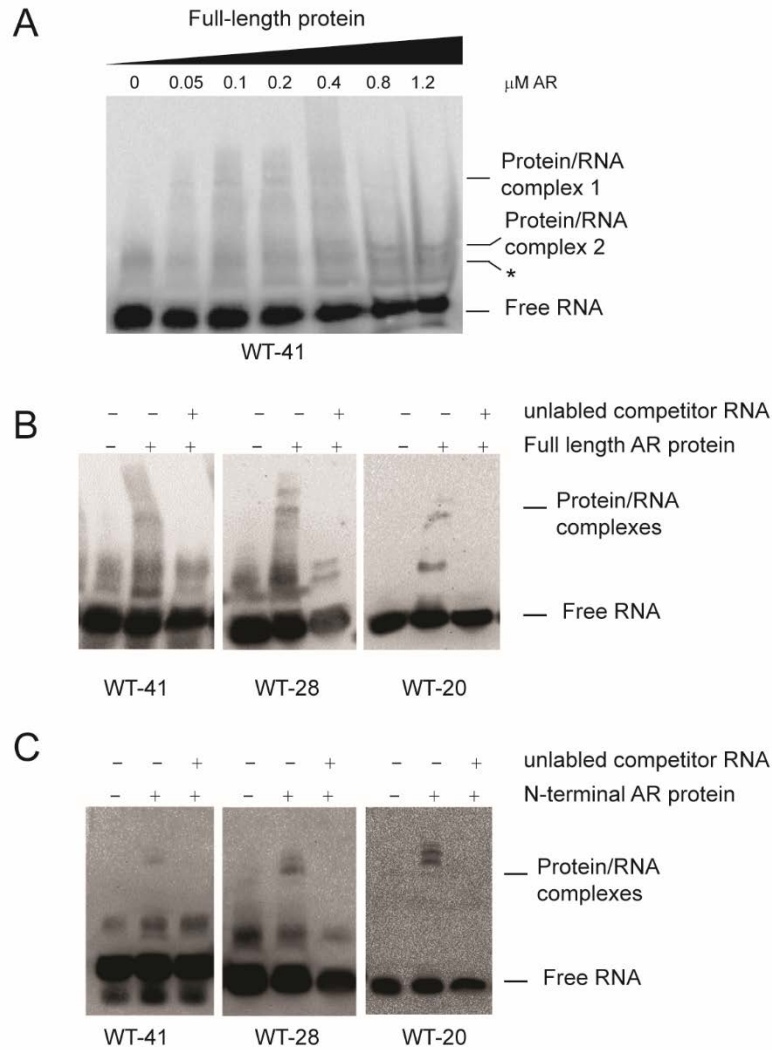 A
Full-length protein
0 0.05 0.1 0.2 0.4 0.8 1.2 μM AR
Protein/RNA
complex 1
Protein/RNA
complex 2
*
Free RNA
WT-41
B
– – + – – + – – + unlabled competitor RNA
– + + – + + – + + Full length AR protein
Protein/RNA
complexes
Free RNA
WT-41 WT-28 WT-20
C
– – + – – + – – + unlabled competitor RNA
– + + – + + – + + N-terminal AR protein
Protein/RNA
complexes
Free RNA
WT-41 WT-28 WT-20